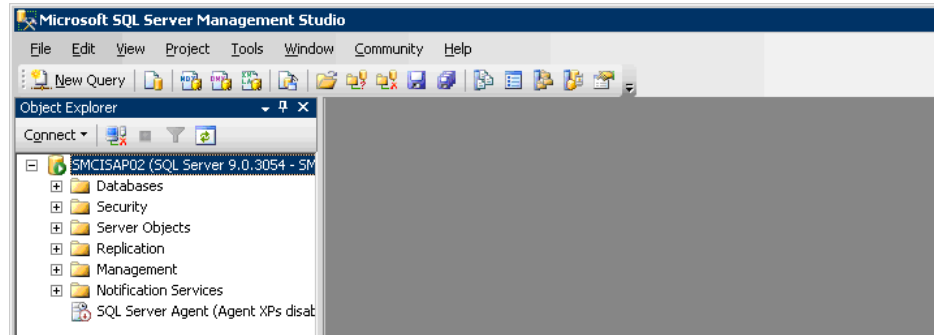 Microsoft SQL Server Management Studio
File Edit View Project Tools Window Community Help
New Query
Object Explorer
Connect
SMCISAP02 (SQL Server 9.0.3054 - SM
Databases
Security
Server Objects
Replication
Management
Notification Services
SQL Server Agent (Agent XPs disab